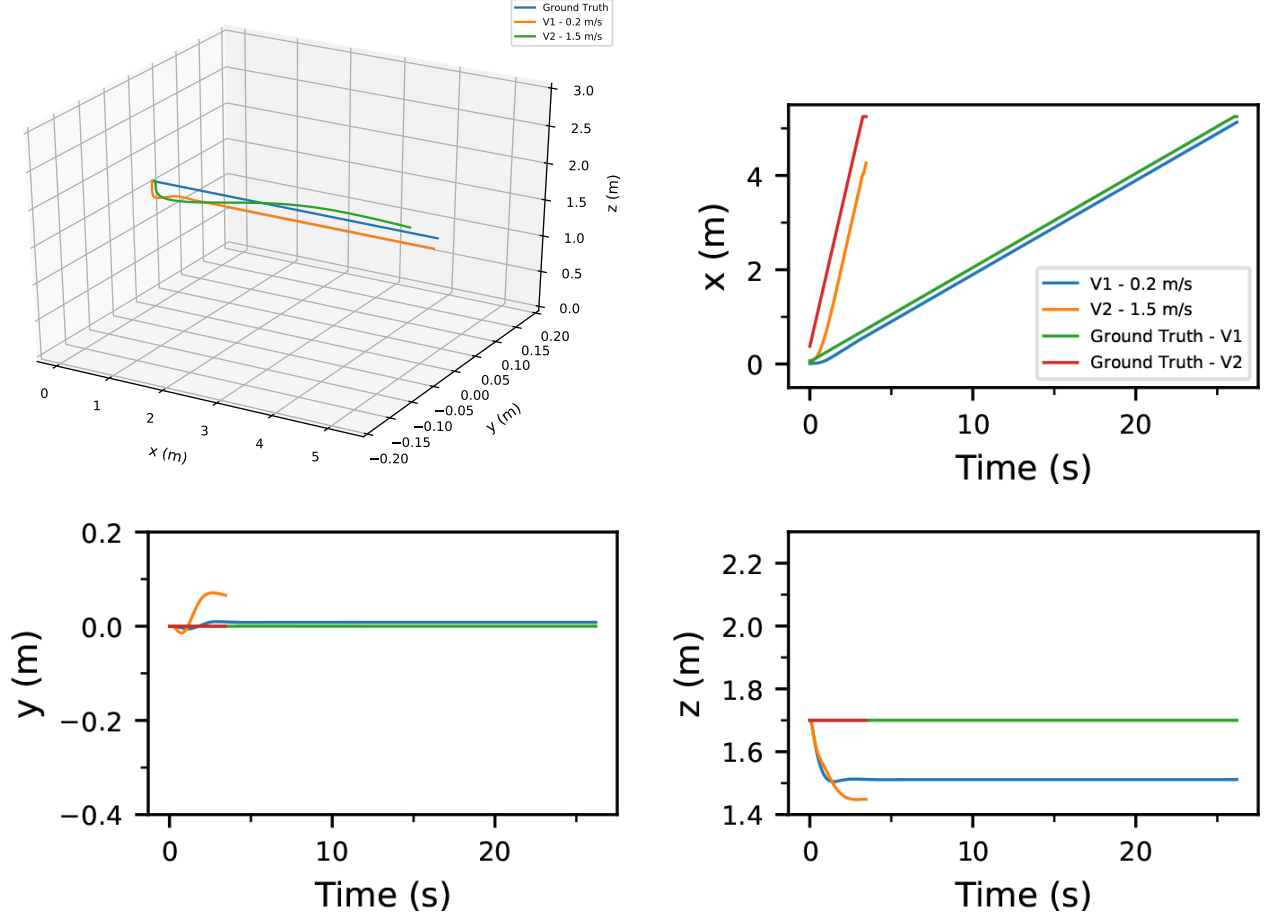 Ground Truth
V1 - 0.2 m/s
V2 - 1.5 m/s
3.0
2.5
2.0
1.5
1.0
0.5
0.0
z (m)
0.20
0.15
0.10
0.05
0.00
−0.05
−0.10
−0.15
−0.20
y (m)
0
1
2
3
4
5
x (m)
4
2
0
x (m)
V1 - 0.2 m/s
V2 - 1.5 m/s
Ground Truth - V1
Ground Truth - V2
0 10 20
Time (s)
0.2
0.0
−0.2
−0.4
y (m)
0 10 20
Time (s)
2.2
2.0
1.8
1.6
1.4
z (m)
0 10 20
Time (s)